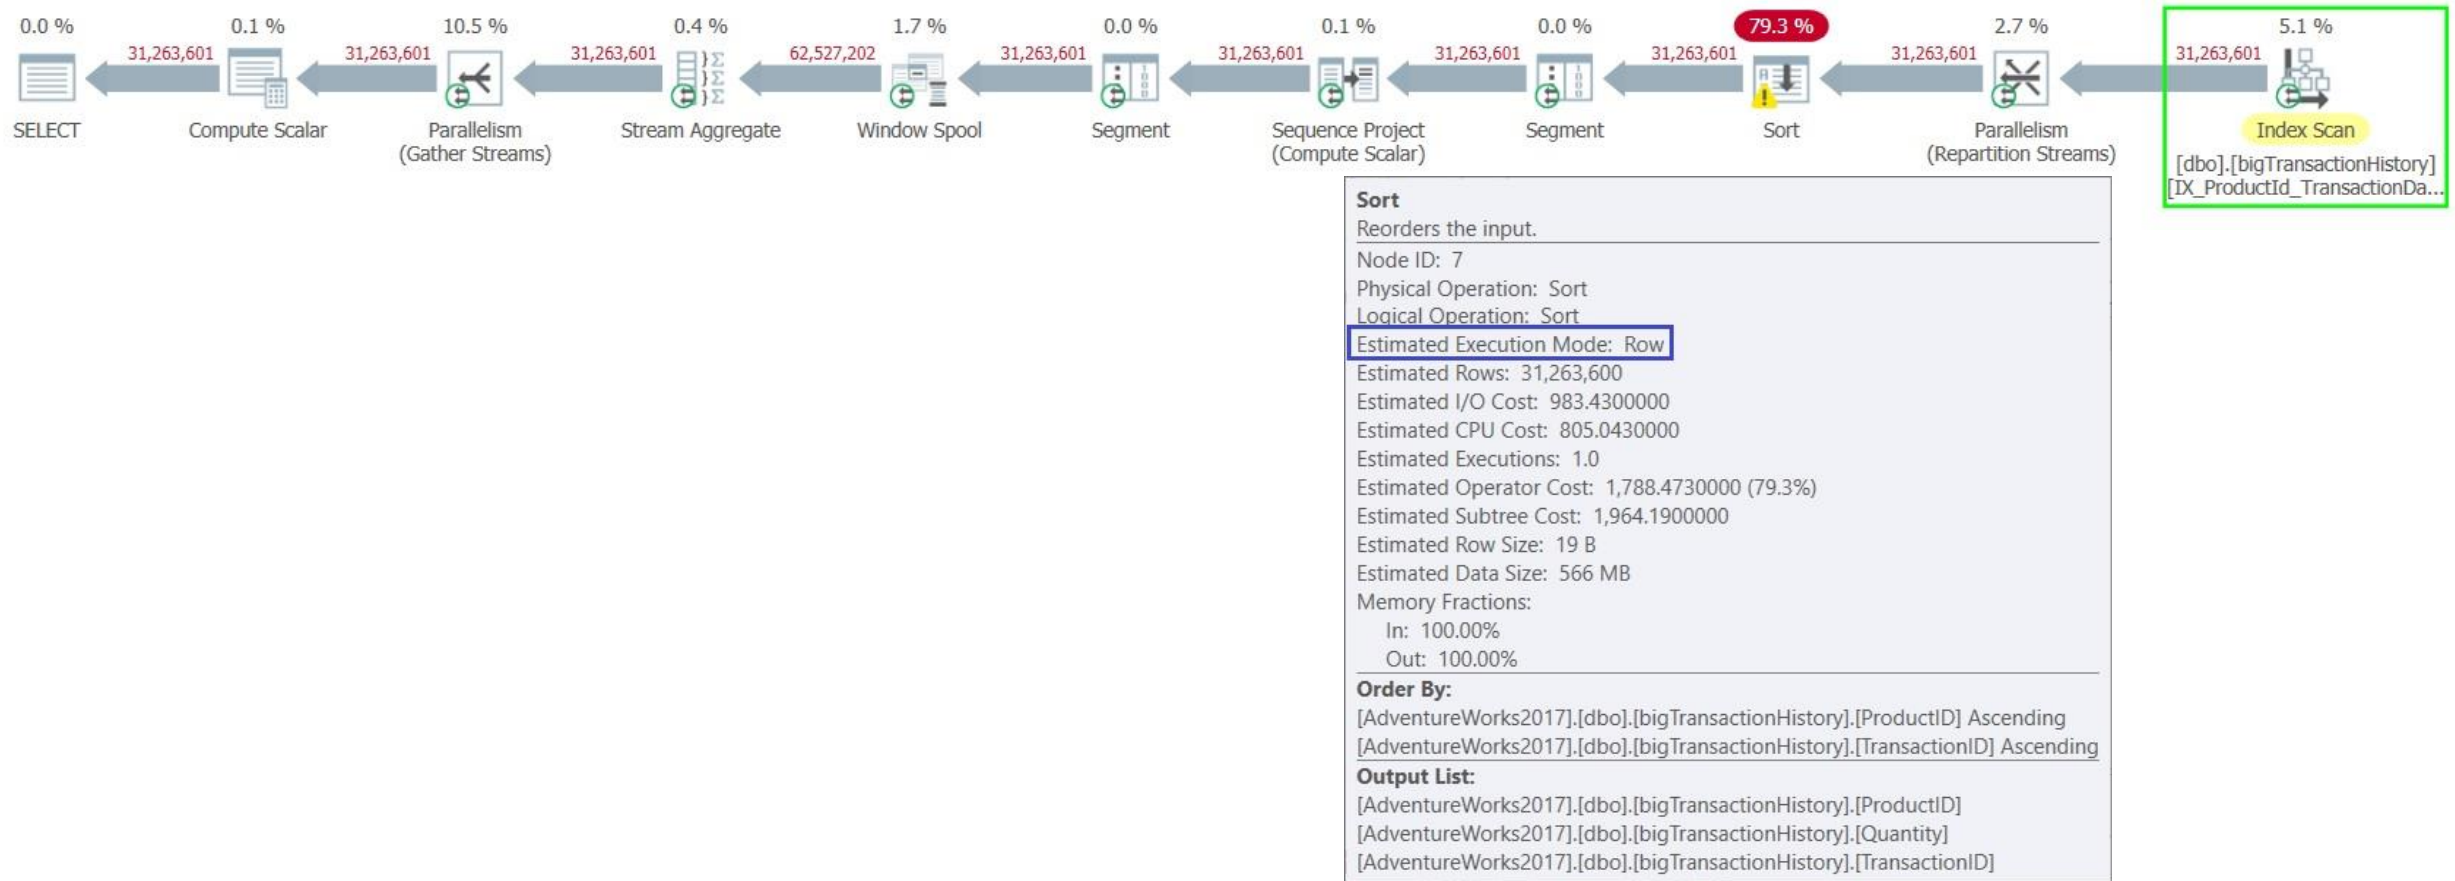 0.0 %
0.1 %
10.5 %
0.4 %
1.7 %
0.0 %
0.1 %
0.0 %
79.3 %
2.7 %
5.1 %
31,263,601
31,263,601
31,263,601
62,527,202
31,263,601
31,263,601
31,263,601
31,263,601
31,263,601
31,263,601
SELECT
Compute Scalar
Parallelism
(Gather Streams)
Stream Aggregate
Window Spool
Segment
Sequence Project
(Compute Scalar)
Segment
Sort
Parallelism
(Repartition Streams)
Index Scan
[dbo].[bigTransactionHistory]
[IX_ProductId_TransactionDa...
Sort
Reorders the input.
Node ID: 7
Physical Operation: Sort
Logical Operation: Sort
Estimated Execution Mode: Row
Estimated Rows: 31,263,600
Estimated I/O Cost: 983.4300000
Estimated CPU Cost: 805.0430000
Estimated Executions: 1.0
Estimated Operator Cost: 1,788.4730000 (79.3%)
Estimated Subtree Cost: 1,964.1900000
Estimated Row Size: 19 B
Estimated Data Size: 566 MB
Memory Fractions:
In: 100.00%
Out: 100.00%
Order By:
[AdventureWorks2017].[dbo].[bigTransactionHistory].[ProductID] Ascending
[AdventureWorks2017].[dbo].[bigTransactionHistory].[TransactionID] Ascending
Output List:
[AdventureWorks2017].[dbo].[bigTransactionHistory].[ProductID]
[AdventureWorks2017].[dbo].[bigTransactionHistory].[Quantity]
[AdventureWorks2017].[dbo].[bigTransactionHistory].[TransactionID]